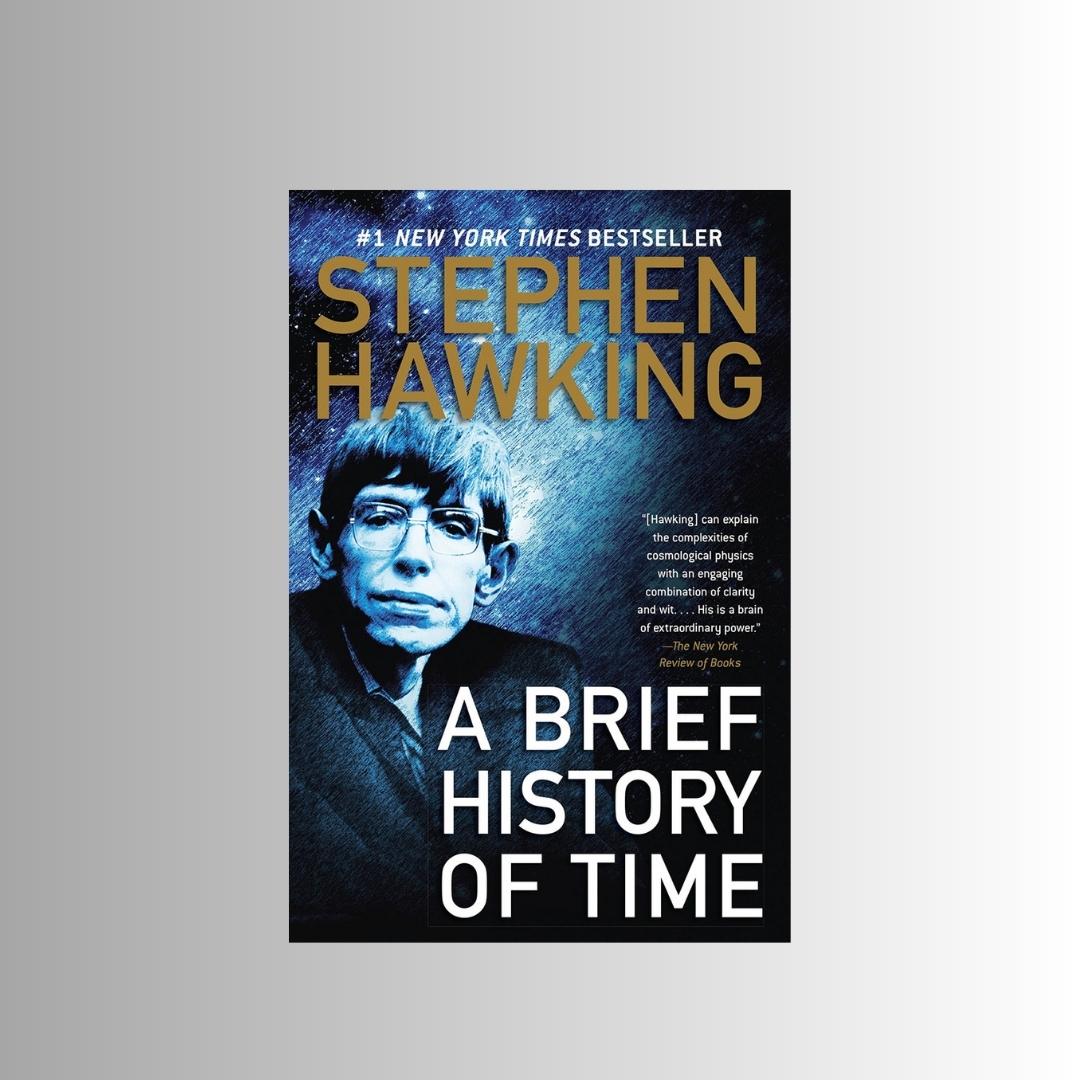 #1 NEW YORK TIMES BESTSELLER
STEPHEN
HAWKING
"[Hawking] can explain
the complexities of
cosmological physics
with an engaging
combination of clarity
and wit. . . . His is a brain
of extraordinary power."
—The New York
Review of Books
A BRIEF
HISTORY
OF TIME